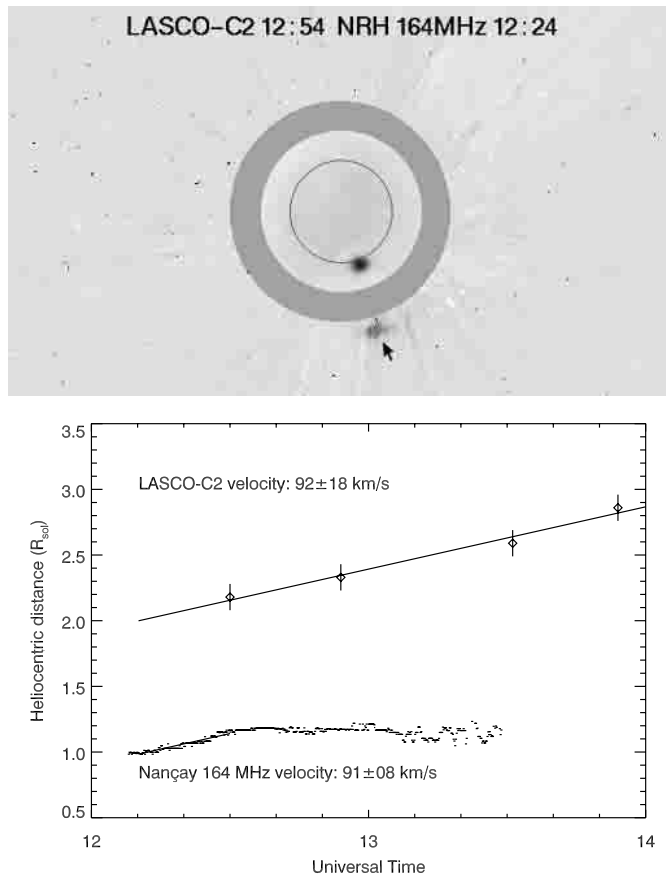 LASCO-C2 12:54 NRH 164MHz 12:24
3.5
LASCO-C2 velocity: 92±18 km/s
3.0
2.5
Heliocentric distance (R_sol)
2.0
1.5
1.0
Nançay 164 MHz velocity: 91±08 km/s
0.5
12 13 14
Universal Time